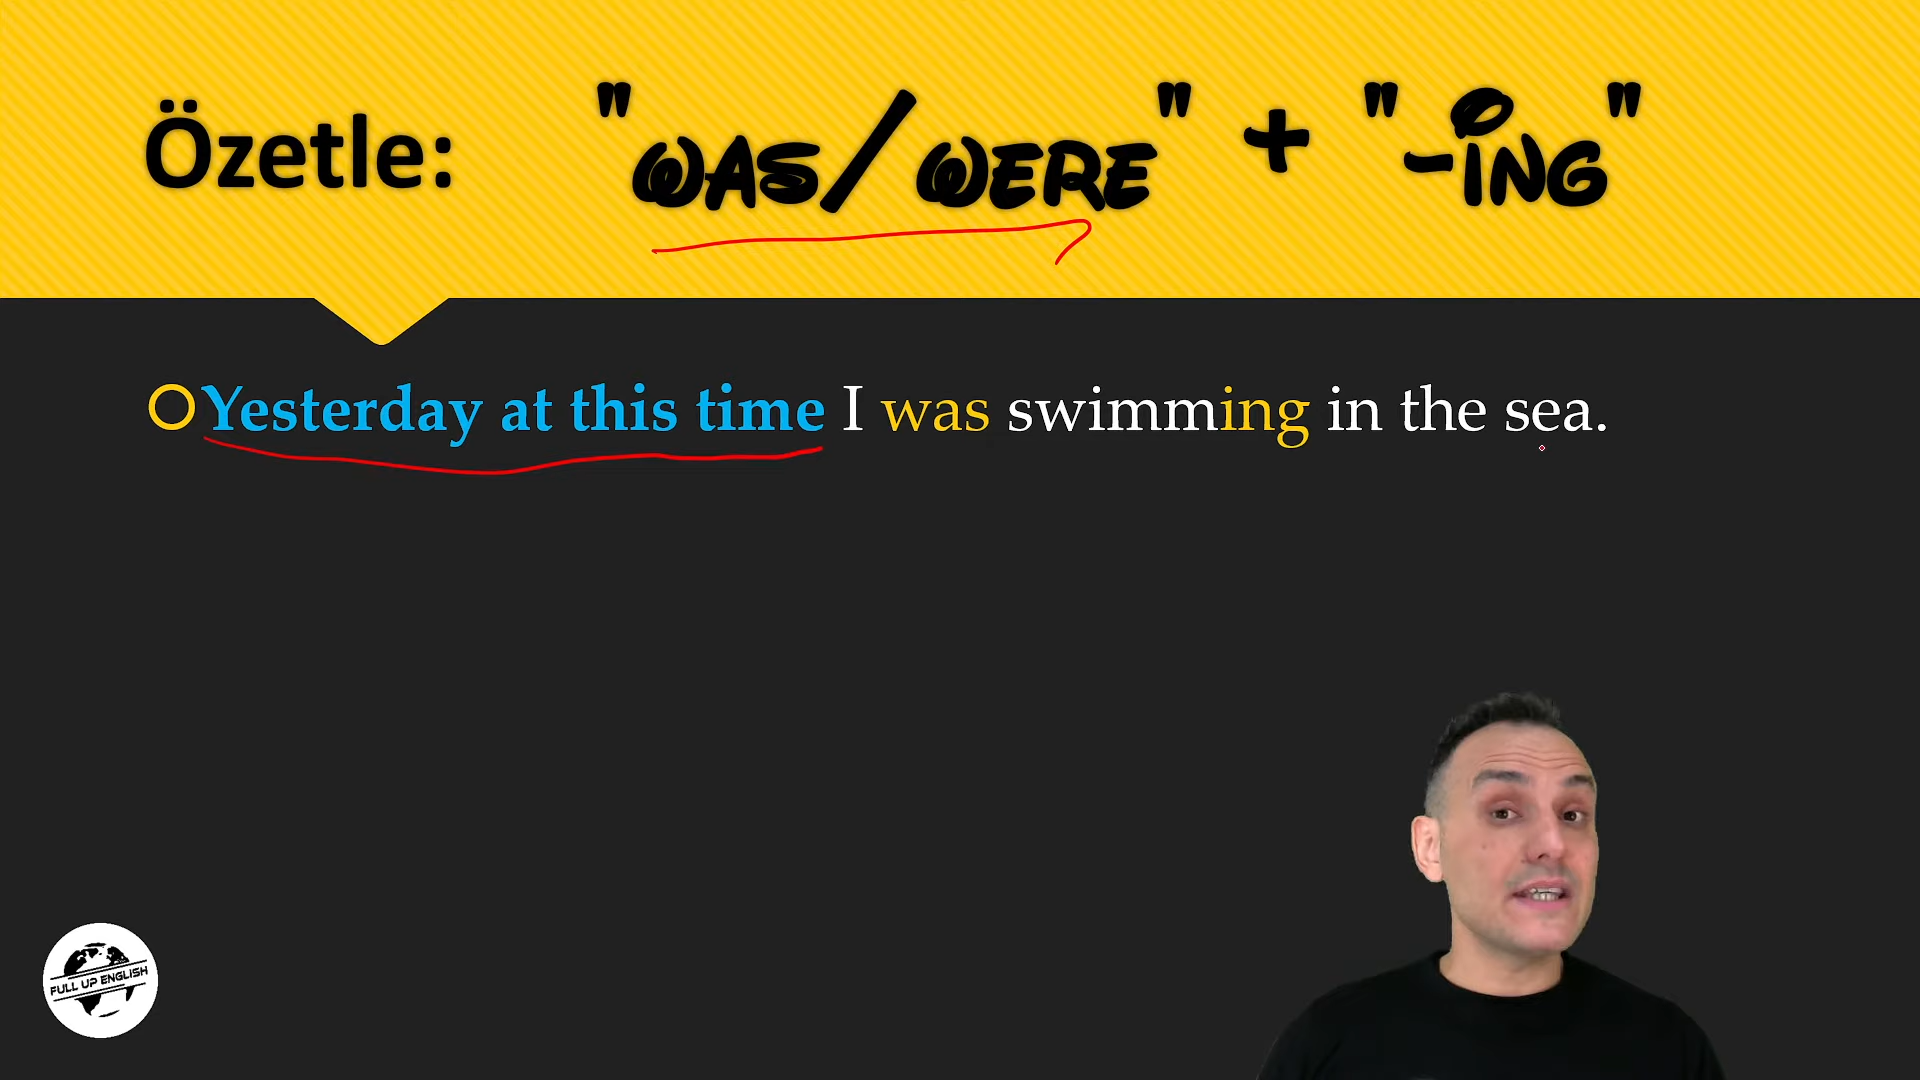 Özetle: "WAS/WERE" + "-ING"
Yesterday at this time I was swimming in the sea.
FULL UP ENGLISH